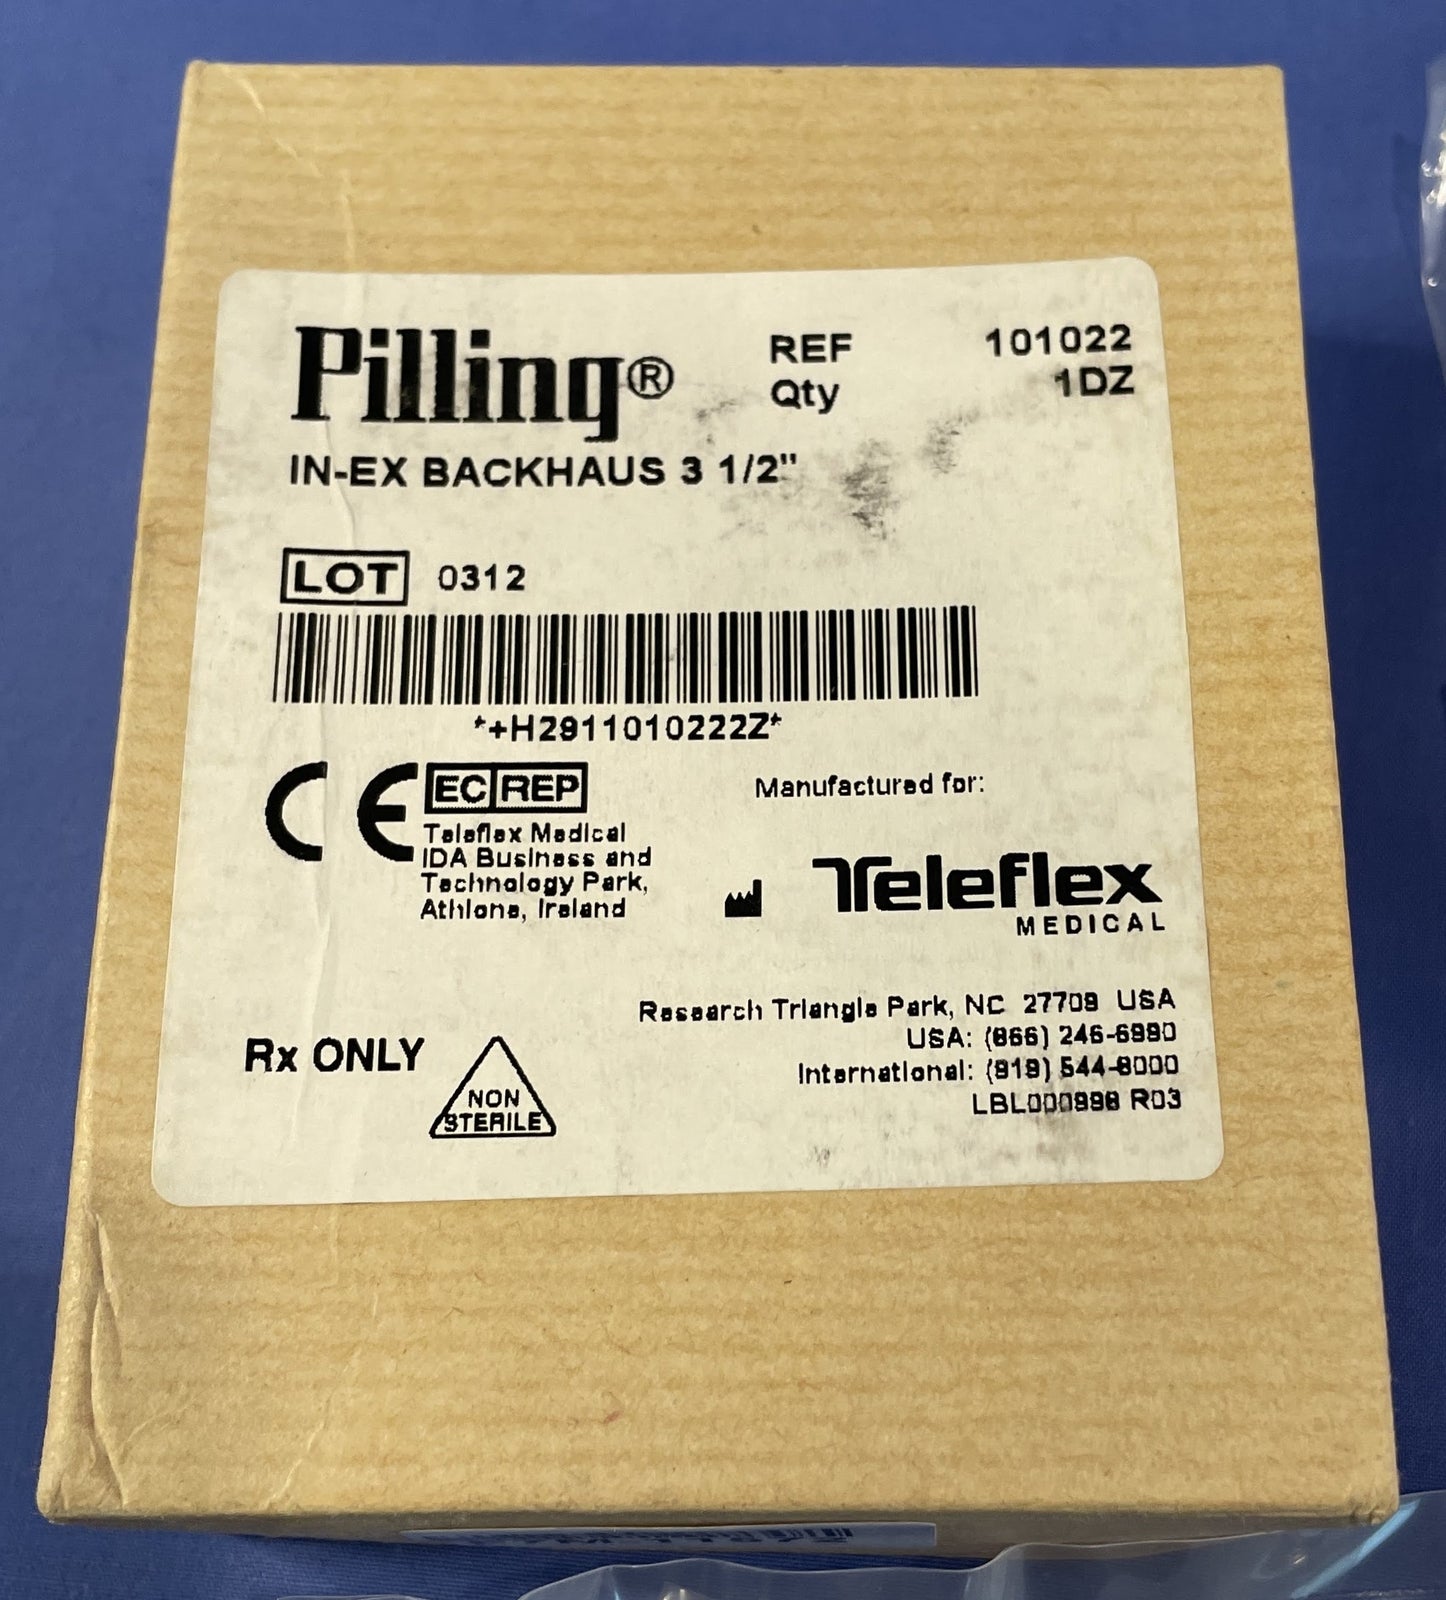 Pilling®
REF 101022
Qty 1DZ
IN-EX BACKHAUS 3 1/2"
LOT 0312
*+H2911010222Z*
CE
EC REP
Teleflex Medical
IDA Business and
Technology Park,
Athlone, Ireland
Manufactured for:
Teleflex
MEDICAL
Research Triangle Park, NC 27709 USA
USA: (866) 246-6990
International: (919) 544-8000
LBL000998 R03
Rx ONLY
NON
STERILE